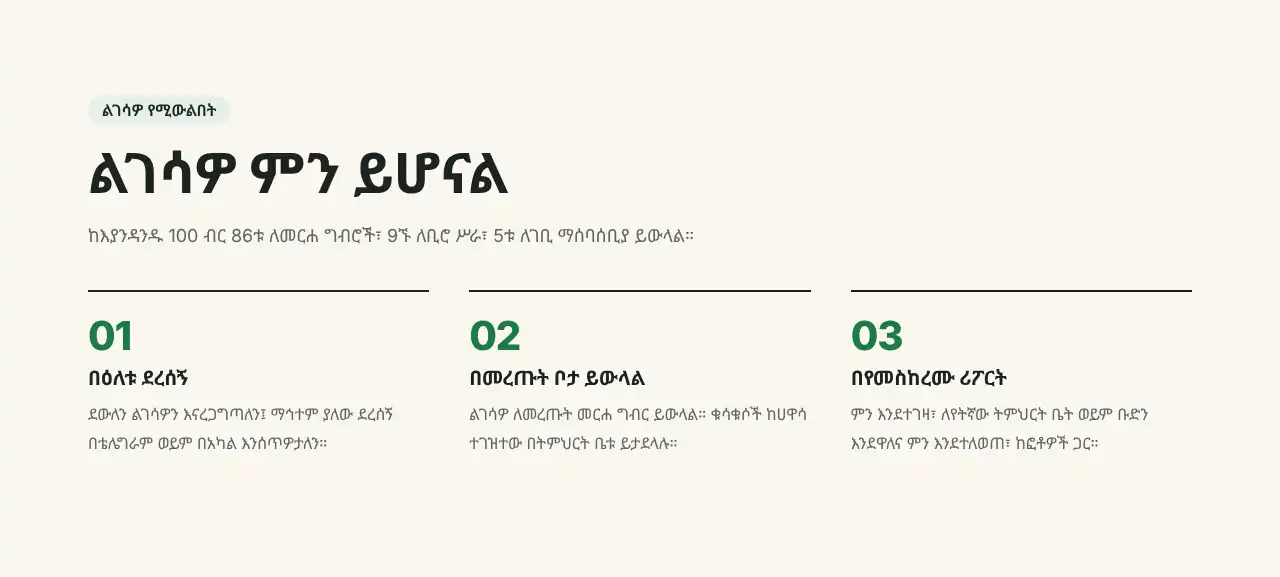 ልገሳዎ የሚውልበት
ልገሳዎ ምን ይሆናል
ከእያንዳንዱ 100 ብር 86ቱ ለመርሐ ግብሮች፣ 9ኙ ለቢሮ ሥራ፣ 5ቱ ለገቢ ማሰባሰቢያ ይውላል።
01
በዕለቱ ደረሰኝ
ደውለን ልገሳዎን እናረጋግጣለን፤ ማኅተም ያለው ደረሰኝ
በቴሌግራም ወይም በአካል እንሰጥዎታለን።
02
በመረጡት ቦታ ይውላል
ልገሳዎ ለመረጡት መርሐ ግብር ይውላል። ቁሳቁሶች ከሀዋሳ
ተገዝተው በትምህርት ቤቱ ይታደላሉ።
03
በየመስከረሙ ሪፖርት
ምን እንደተገዛ፣ ለየትኛው ትምህርት ቤት ወይም ቡድን
እንደዋለና ምን እንደተለወጠ፣ ከፎቶዎች ጋር።